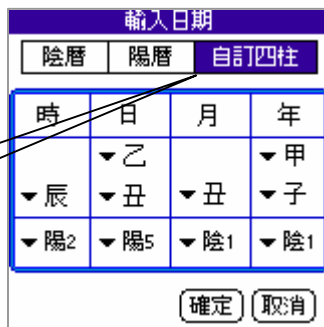 輸入日期
陰曆 陽曆 自訂四柱
時 日 月 年
▼乙 ▼甲
▼辰 ▼丑 ▼丑 ▼子
▼陽2 ▼陽5 ▼陰1 ▼陰1
確定 取消